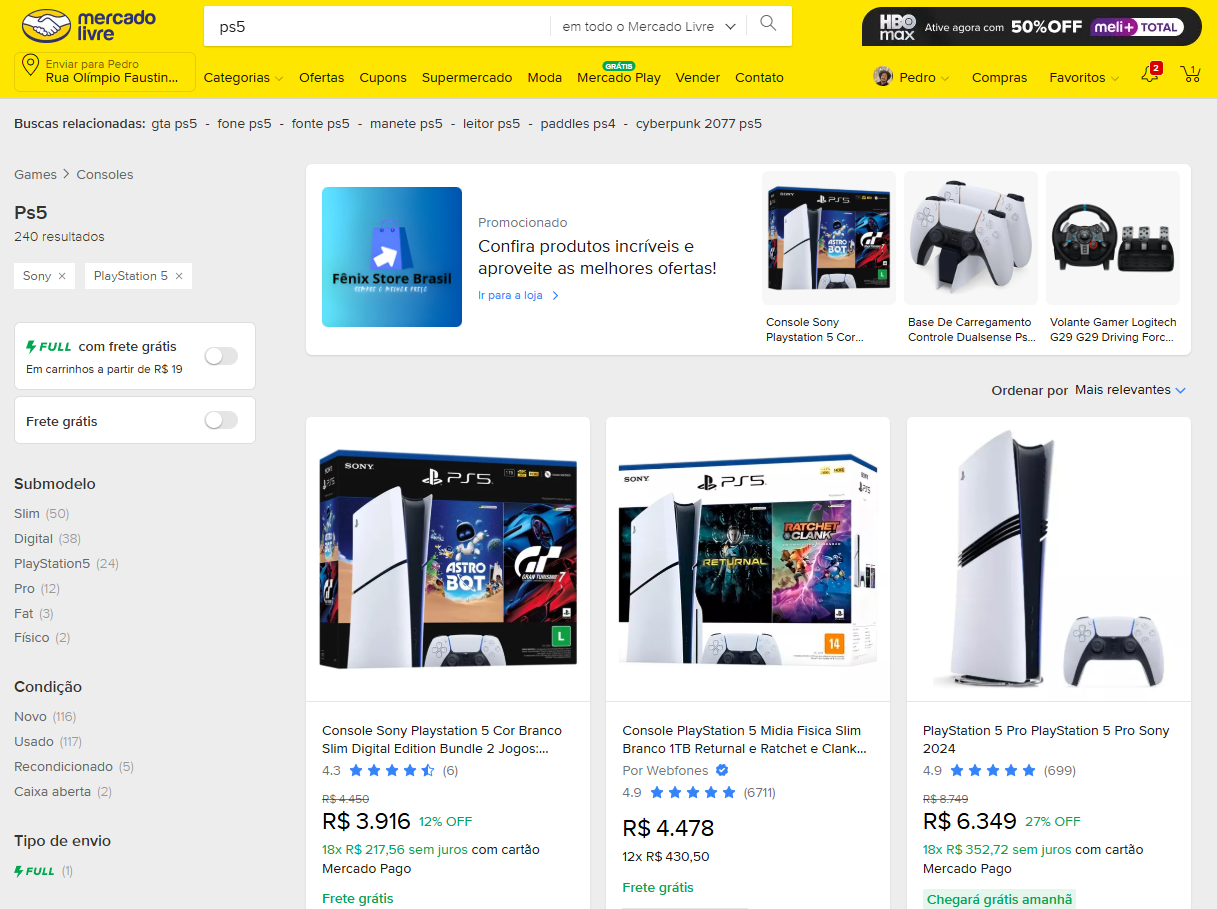 mercado
livre
ps5
em todo o Mercado Livre
HBO
max
Ative agora com 50%OFF meli+ TOTAL
Enviar para Pedro
Rua Olímpio Faustin...
Categorias
Ofertas
Cupons
Supermercado
Moda
GRÁTIS
Mercado Play
Vender
Contato
Pedro
Compras
Favoritos
2
1
Buscas relacionadas: gta ps5 - fone ps5 - fonte ps5 - manete ps5 - leitor ps5 - paddles ps4 - cyberpunk 2077 ps5
Games > Consoles
Ps5
240 resultados
Sony ×
PlayStation 5 ×
FULL com frete grátis
Em carrinhos a partir de R$ 19
Frete grátis
Submodelo
Slim (50)
Digital (38)
PlayStation5 (24)
Pro (12)
Fat (3)
Físico (2)
Condição
Novo (116)
Usado (117)
Recondicionado (5)
Caixa aberta (2)
Tipo de envio
FULL (1)
Fênix Store Brasil
SEMPRE O MELHOR PREÇO
Promocionado
Confira produtos incríveis e
aproveite as melhores ofertas!
Ir para a loja
PS5
ASTRO
BOT
GT
L
Console Sony
Playstation 5 Cor...
Base De Carregamento
Controle Dualsense Ps...
Volante Gamer Logitech
G29 G29 Driving Forc...
Ordenar por Mais relevantes
SONY
PS5
PS5
ASTRO
BOT
GT
GRAN TURISMO 7
L
Console Sony Playstation 5 Cor Branco
Slim Digital Edition Bundle 2 Jogos:...
4.3 (6)
R$ 4.450
R$ 3.916 12% OFF
18x R$ 217,56 sem juros com cartão
Mercado Pago
Frete grátis
SONY
PS5
PS5
RETURNAL
RATCHET
CLANK
14
Console PlayStation 5 Midia Fisica Slim
Branco 1TB Returnal e Ratchet e Clank...
Por Webfones
4.9 (6711)
R$ 4.478
12x R$ 430,50
Frete grátis
PlayStation 5 Pro PlayStation 5 Pro Sony
2024
4.9 (699)
R$ 8.749
R$ 6.349 27% OFF
18x R$ 352,72 sem juros com cartão
Mercado Pago
Chegará grátis amanhã